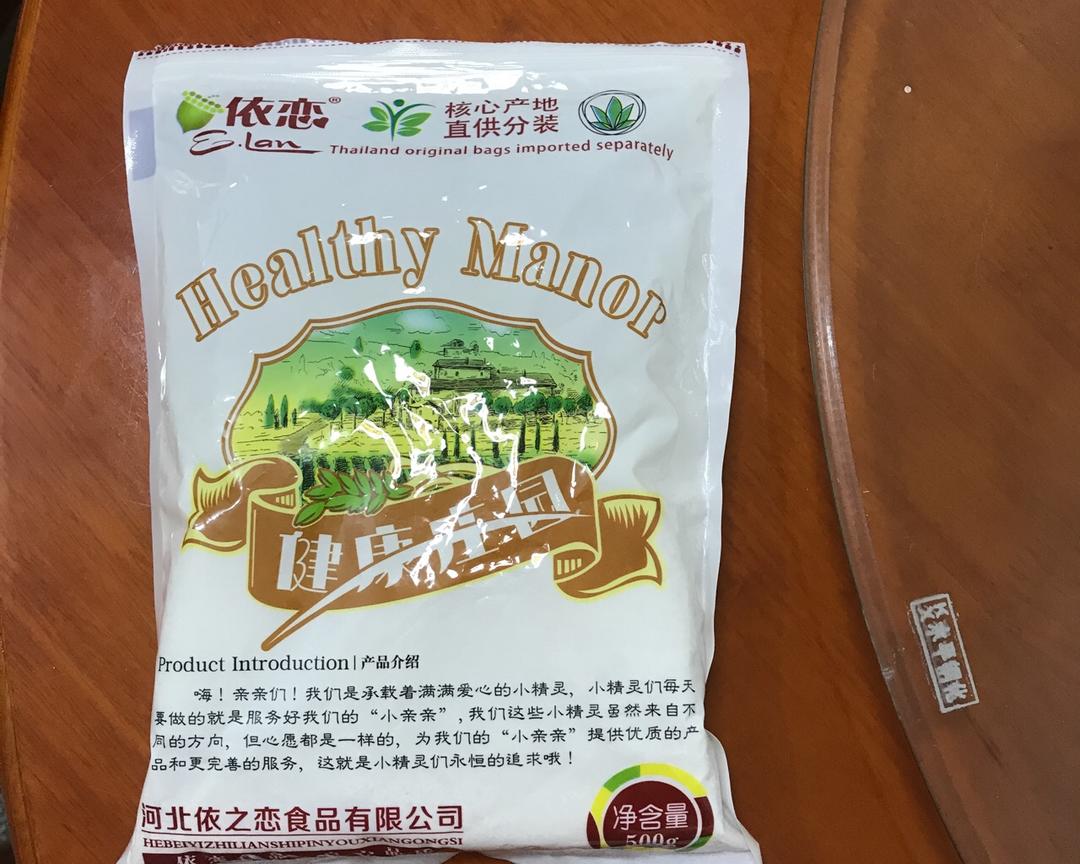 依恋®
E.Lan
核心产地
直供分装
Thailand original bags imported separately
Healthy Manor
健康庄园
Product Introduction|产品介绍
嗨！亲亲们！我们是承载着满满爱心的小精灵，小精灵们每天
要做的就是服务好我们的“小亲亲”，我们这些小精灵虽然来自不
同的方向，但心愿都是一样的，为我们的“小亲亲”提供优质的产
品和更完善的服务，这就是小精灵们永恒的追求哦！
河北依之恋食品有限公司
HEBEIYIZHILIANSHIPINYOUXIANGONGSI
净含量
500g